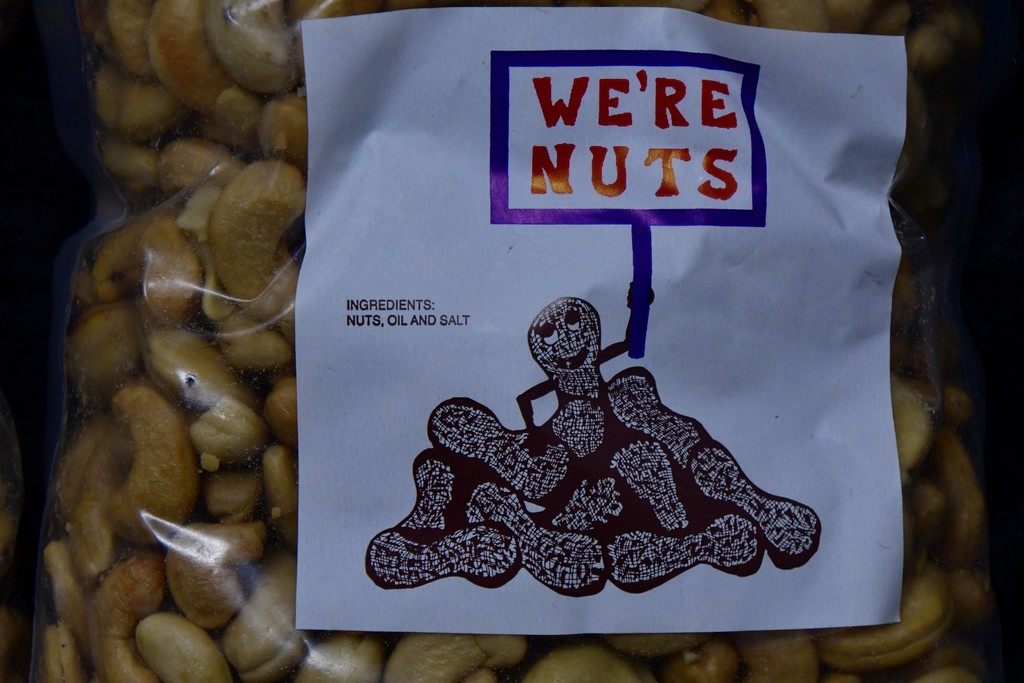 WE'RE
NUTS
INGREDIENTS:
NUTS, OIL AND SALT